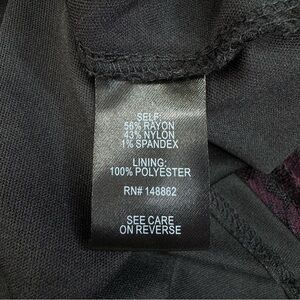 SELF:
56% RAYON
43% NYLON
1% SPANDEX
LINING:
100% POLYESTER
RN# 148862
SEE CARE
ON REVERSE